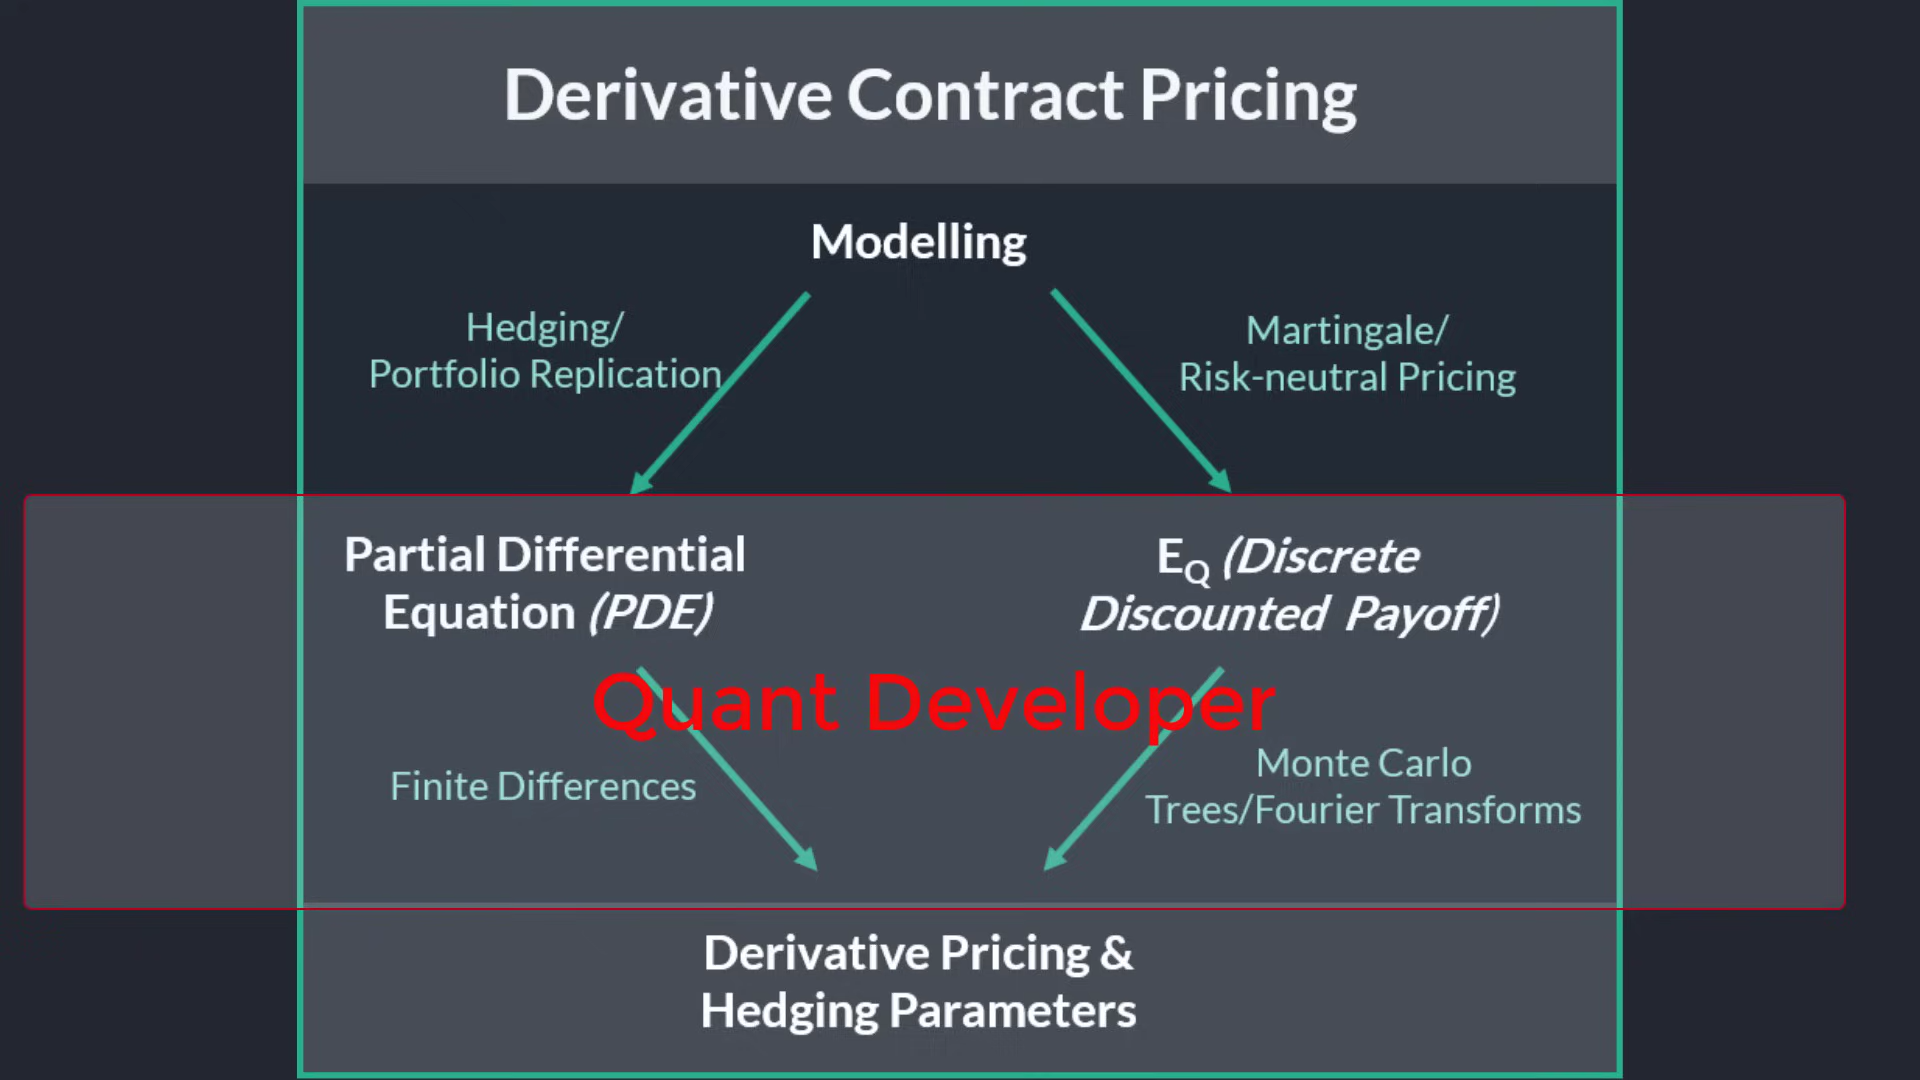 Derivative Contract Pricing
Modelling
Hedging/
Portfolio Replication
Martingale/
Risk-neutral Pricing
Partial Differential
Equation (PDE)
EQ (Discrete
Discounted Payoff)
Quant Developer
Finite Differences
Monte Carlo
Trees/Fourier Transforms
Derivative Pricing &
Hedging Parameters